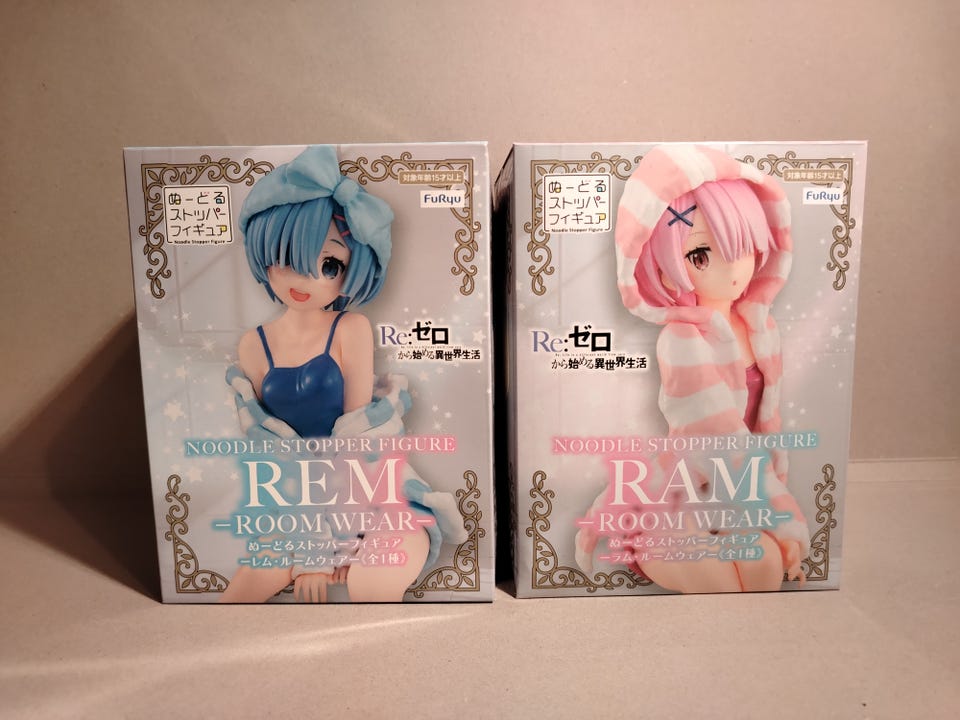 対象年齢15才以上
FuRyu
ぬーどる
ストッパー
フィギュア
Noodle Stopper Figure
Re:ゼロ
から始める異世界生活
NOODLE STOPPER FIGURE
REM
-ROOM WEAR-
ぬーどるストッパーフィギュア
ーレム・ルームウェアー《全1種》
対象年齢15才以上
FuRyu
ぬーどる
ストッパー
フィギュア
Noodle Stopper Figure
Re:ゼロ
から始める異世界生活
NOODLE STOPPER FIGURE
RAM
-ROOM WEAR-
ぬーどるストッパーフィギュア
ーラム・ルームウェアー《全1種》